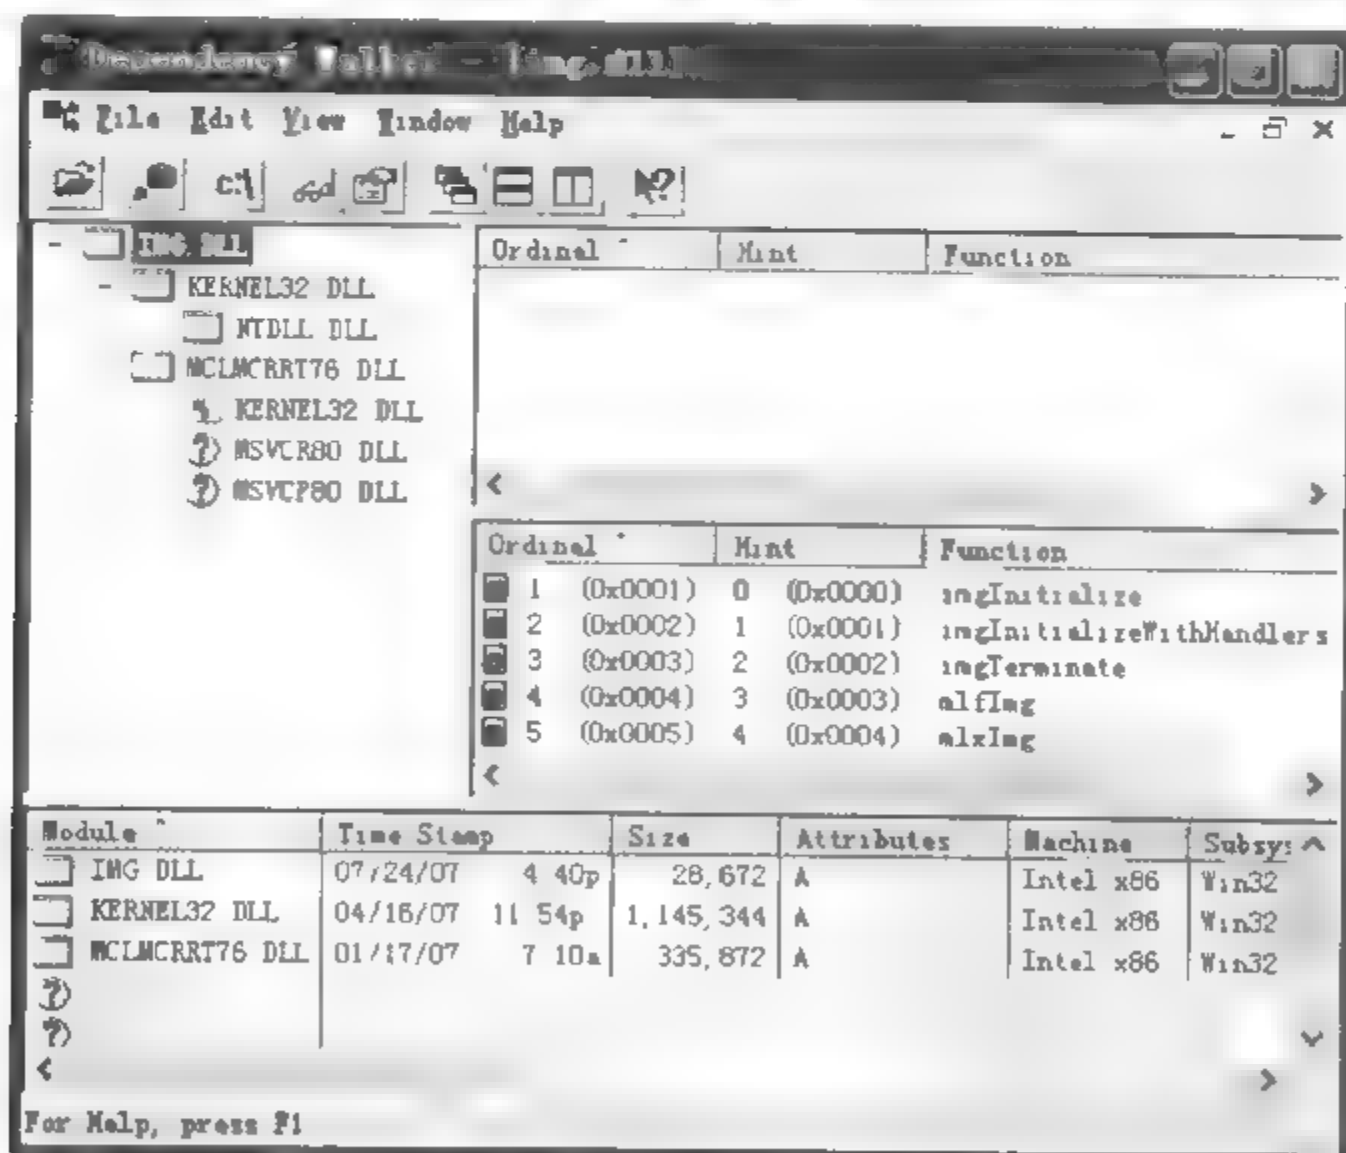 Dependency Walker - [img.dll]
File Edit View Window Help
C:\
IMG.DLL
KERNEL32 DLL
NTDLL DLL
MCLMCRRT76 DLL
KERNEL32 DLL
MSVCR80 DLL
MSVCP80 DLL
Ordinal Hint Function
Ordinal Hint Function
1 (0x0001) 0 (0x0000) imgInitialize
2 (0x0002) 1 (0x0001) imgInitializeWithHandlers
3 (0x0003) 2 (0x0002) imgTerminate
4 (0x0004) 3 (0x0003) mlfImg
5 (0x0005) 4 (0x0004) mlxImg
Module Time Stamp Size Attributes Machine Subsys
IMG DLL 07/24/07 4 40p 28,672 A Intel x86 Win32
KERNEL32 DLL 04/16/07 11 54p 1,145,344 A Intel x86 Win32
MCLMCRRT76 DLL 01/17/07 7 10a 335,872 A Intel x86 Win32
For Help, press F1